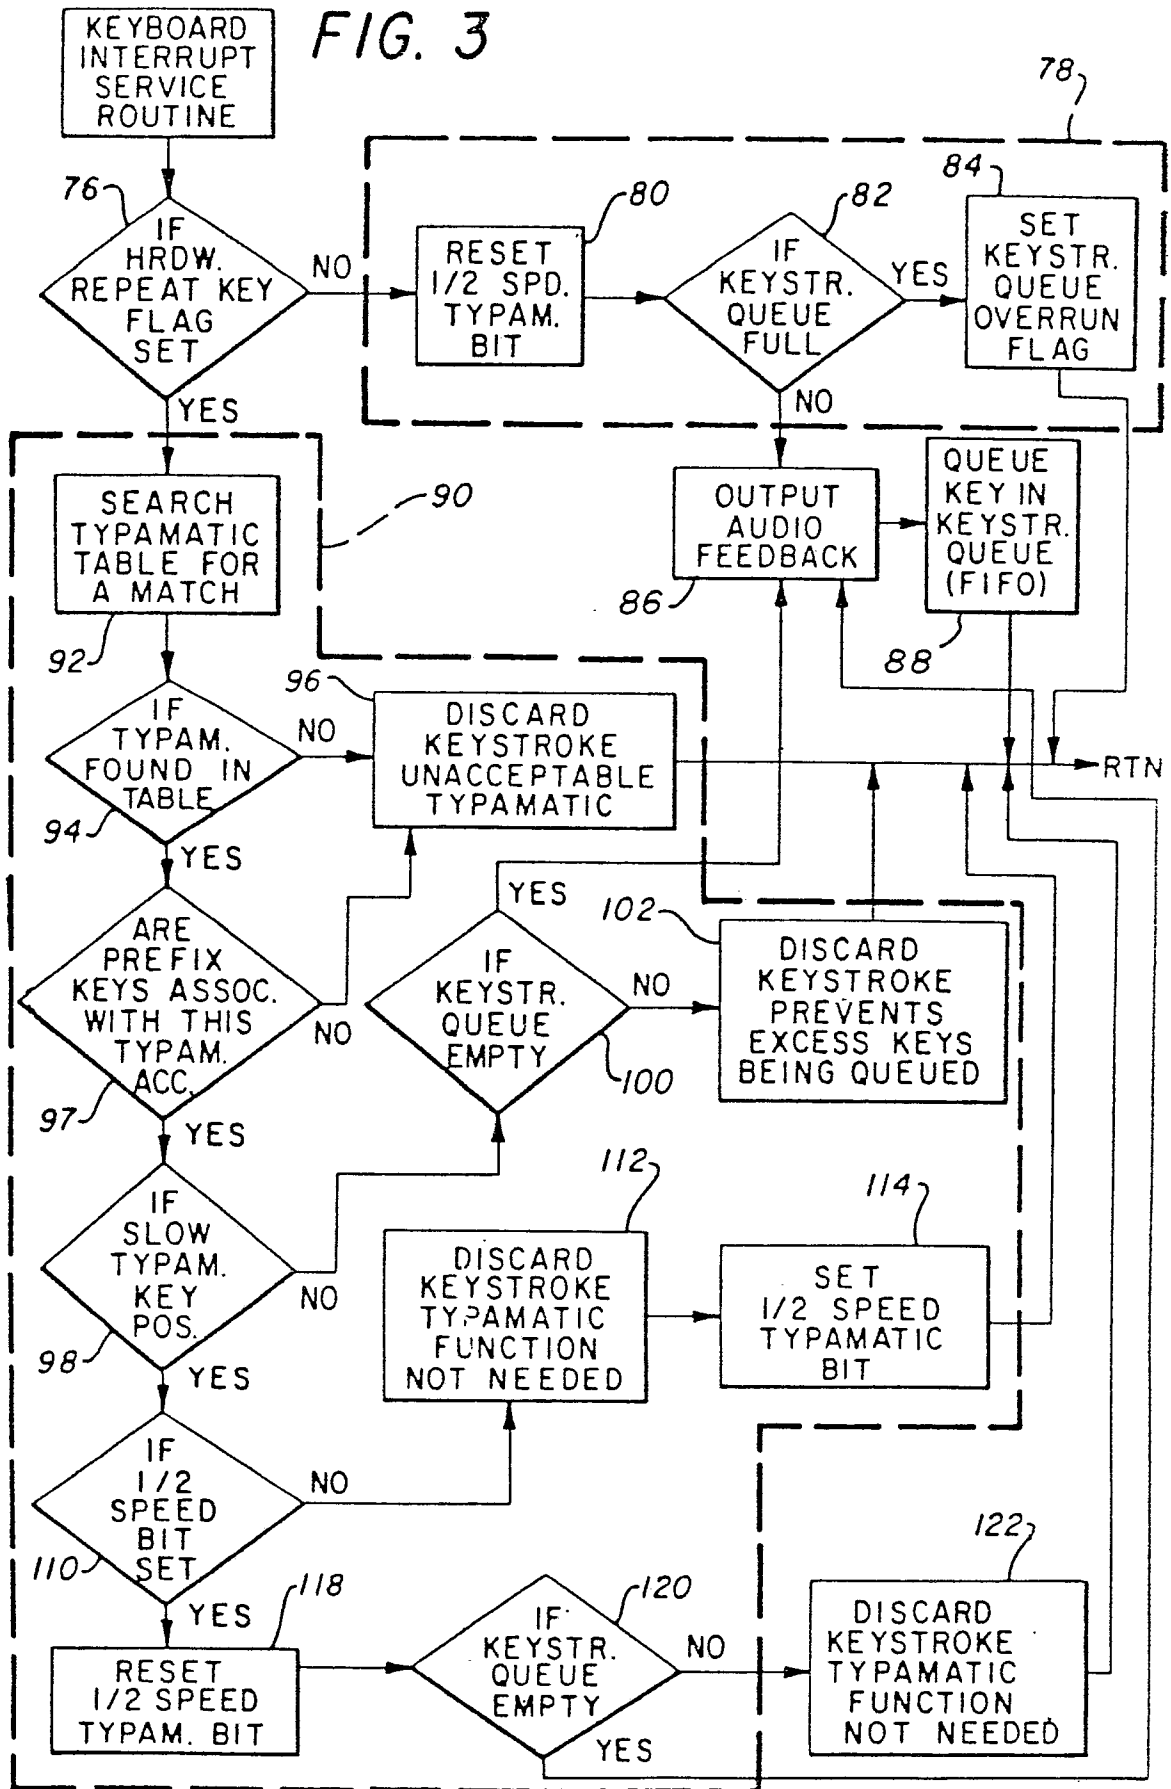 FIG. 3
KEYBOARD
INTERRUPT
SERVICE
ROUTINE
78
76
IF
HRDW.
REPEAT KEY
FLAG
SET
NO
YES
80
RESET
1/2 SPD.
TYPAM.
BIT
82
IF
KEYSTR.
QUEUE
FULL
YES
NO
84
SET
KEYSTR.
QUEUE
OVERRUN
FLAG
90
SEARCH
TYPAMATIC
TABLE FOR
A MATCH
92
OUTPUT
AUDIO
FEEDBACK
86
QUEUE
KEY IN
KEYSTR.
QUEUE
(FIFO)
88
IF
TYPAM.
FOUND IN
TABLE
94
NO
YES
96
DISCARD
KEYSTROKE
UNACCEPTABLE
TYPAMATIC
RTN
ARE
PREFIX
KEYS ASSOC.
WITH THIS
TYPAM.
ACC.
97
NO
YES
YES
IF
KEYSTR.
QUEUE
EMPTY
100
NO
102
DISCARD
KEYSTROKE
PREVENTS
EXCESS KEYS
BEING QUEUED
IF
SLOW
TYPAM.
KEY
POS.
98
NO
YES
112
DISCARD
KEYSTROKE
TYPAMATIC
FUNCTION
NOT NEEDED
114
SET
1/2 SPEED
TYPAMATIC
BIT
IF
1/2
SPEED
BIT
SET
110
NO
YES
118
RESET
1/2 SPEED
TYPAM. BIT
120
IF
KEYSTR.
QUEUE
EMPTY
NO
YES
122
DISCARD
KEYSTROKE
TYPAMATIC
FUNCTION
NOT NEEDED